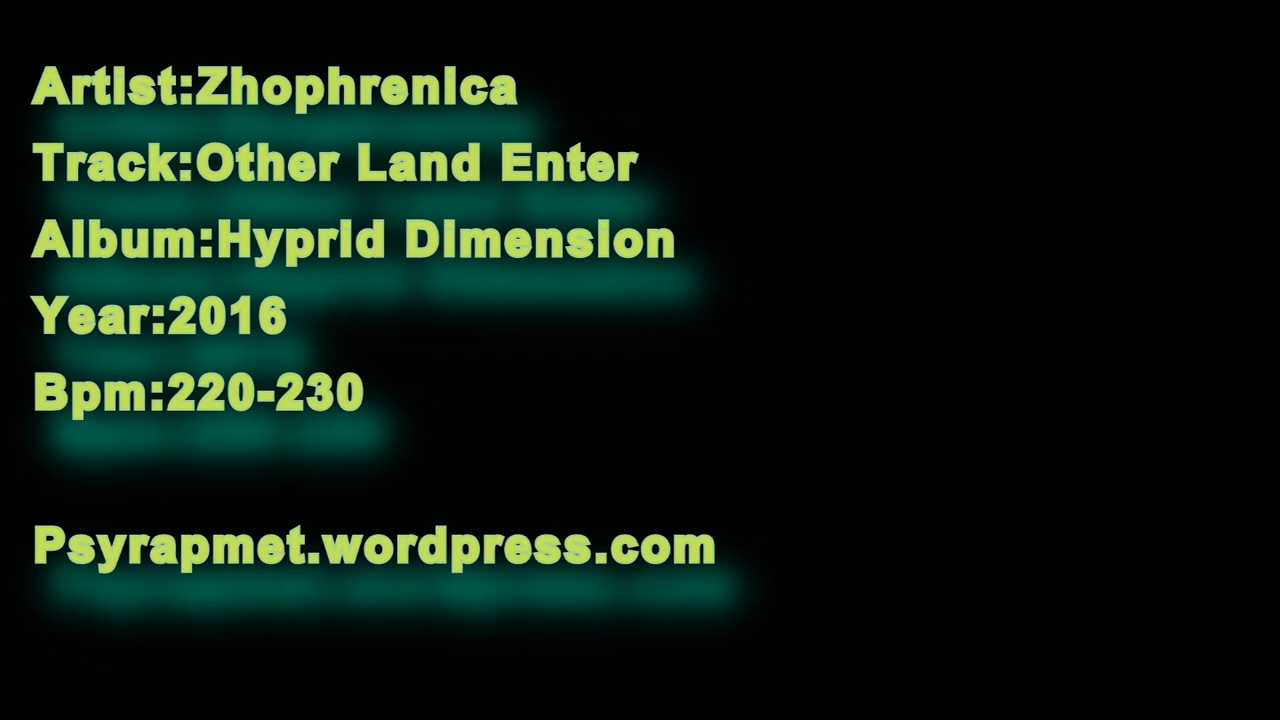 Artist:Zhophrenica
Track:Other Land Enter
Album:Hyprid Dimension
Year:2016
Bpm:220-230
Psyrapmet.wordpress.com